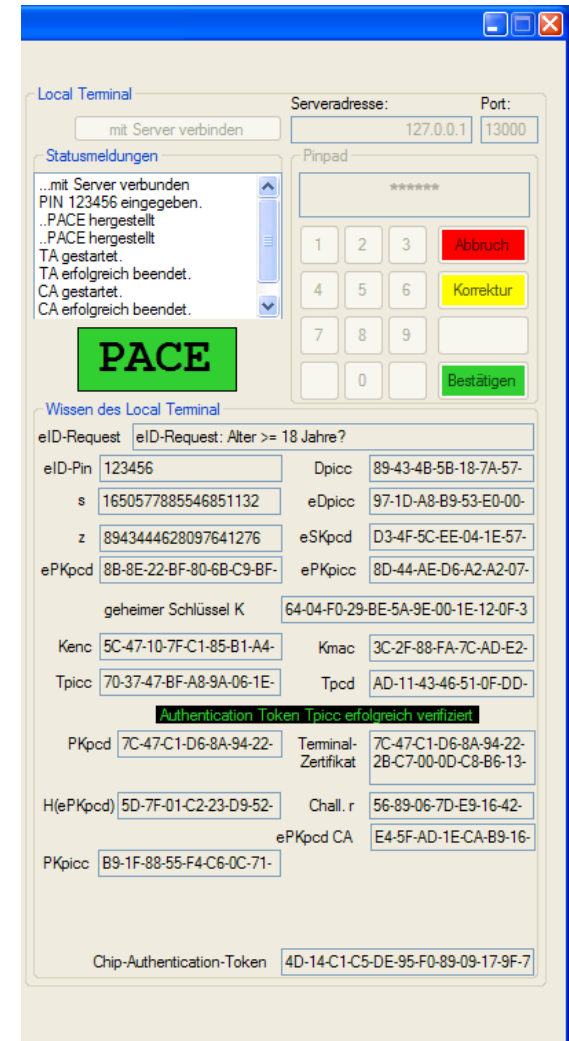 Local Terminal
Serveradresse: Port:
mit Server verbinden 127.0.0.1 13000
Statusmeldungen Pinpad
...mit Server verbunden
PIN 123456 eingegeben.
..PACE hergestellt
..PACE hergestellt
TA gestartet.
TA erfolgreich beendet.
CA gestartet.
CA erfolgreich beendet.
******
1 2 3 Abbruch
4 5 6 Korrektur
7 8 9
0 Bestätigen
PACE
Wissen des Local Terminal
eID-Request eID-Request: Alter >= 18 Jahre?
eID-Pin 123456 Dpicc 89-43-4B-5B-18-7A-57-
s 1650577885546851132 eDpicc 97-1D-A8-B9-53-E0-00-
z 8943444628097641276 eSKpcd D3-4F-5C-EE-04-1E-57-
ePKpcd 8B-8E-22-BF-80-6B-C9-BF- ePKpicc 8D-44-AE-D6-A2-A2-07-
geheimer Schlüssel K 64-04-F0-29-BE-5A-9E-00-1E-12-0F-3
Kenc 5C-47-10-7F-C1-85-B1-A4- Kmac 3C-2F-88-FA-7C-AD-E2-
Tpicc 70-37-47-BF-A8-9A-06-1E- Tpcd AD-11-43-46-51-0F-DD-
Authentication Token Tpicc erfolgreich verifiziert
PKpcd 7C-47-C1-D6-8A-94-22- Terminal-Zertifikat 7C-47-C1-D6-8A-94-22-
2B-C7-00-0D-C8-B6-13-
H(ePKpcd) 5D-7F-01-C2-23-D9-52- Chall. r 56-89-06-7D-E9-16-42-
ePKpcd CA E4-5F-AD-1E-CA-B9-16-
PKpicc B9-1F-88-55-F4-C6-0C-71-
Chip-Authentication-Token 4D-14-C1-C5-DE-95-F0-89-09-17-9F-7